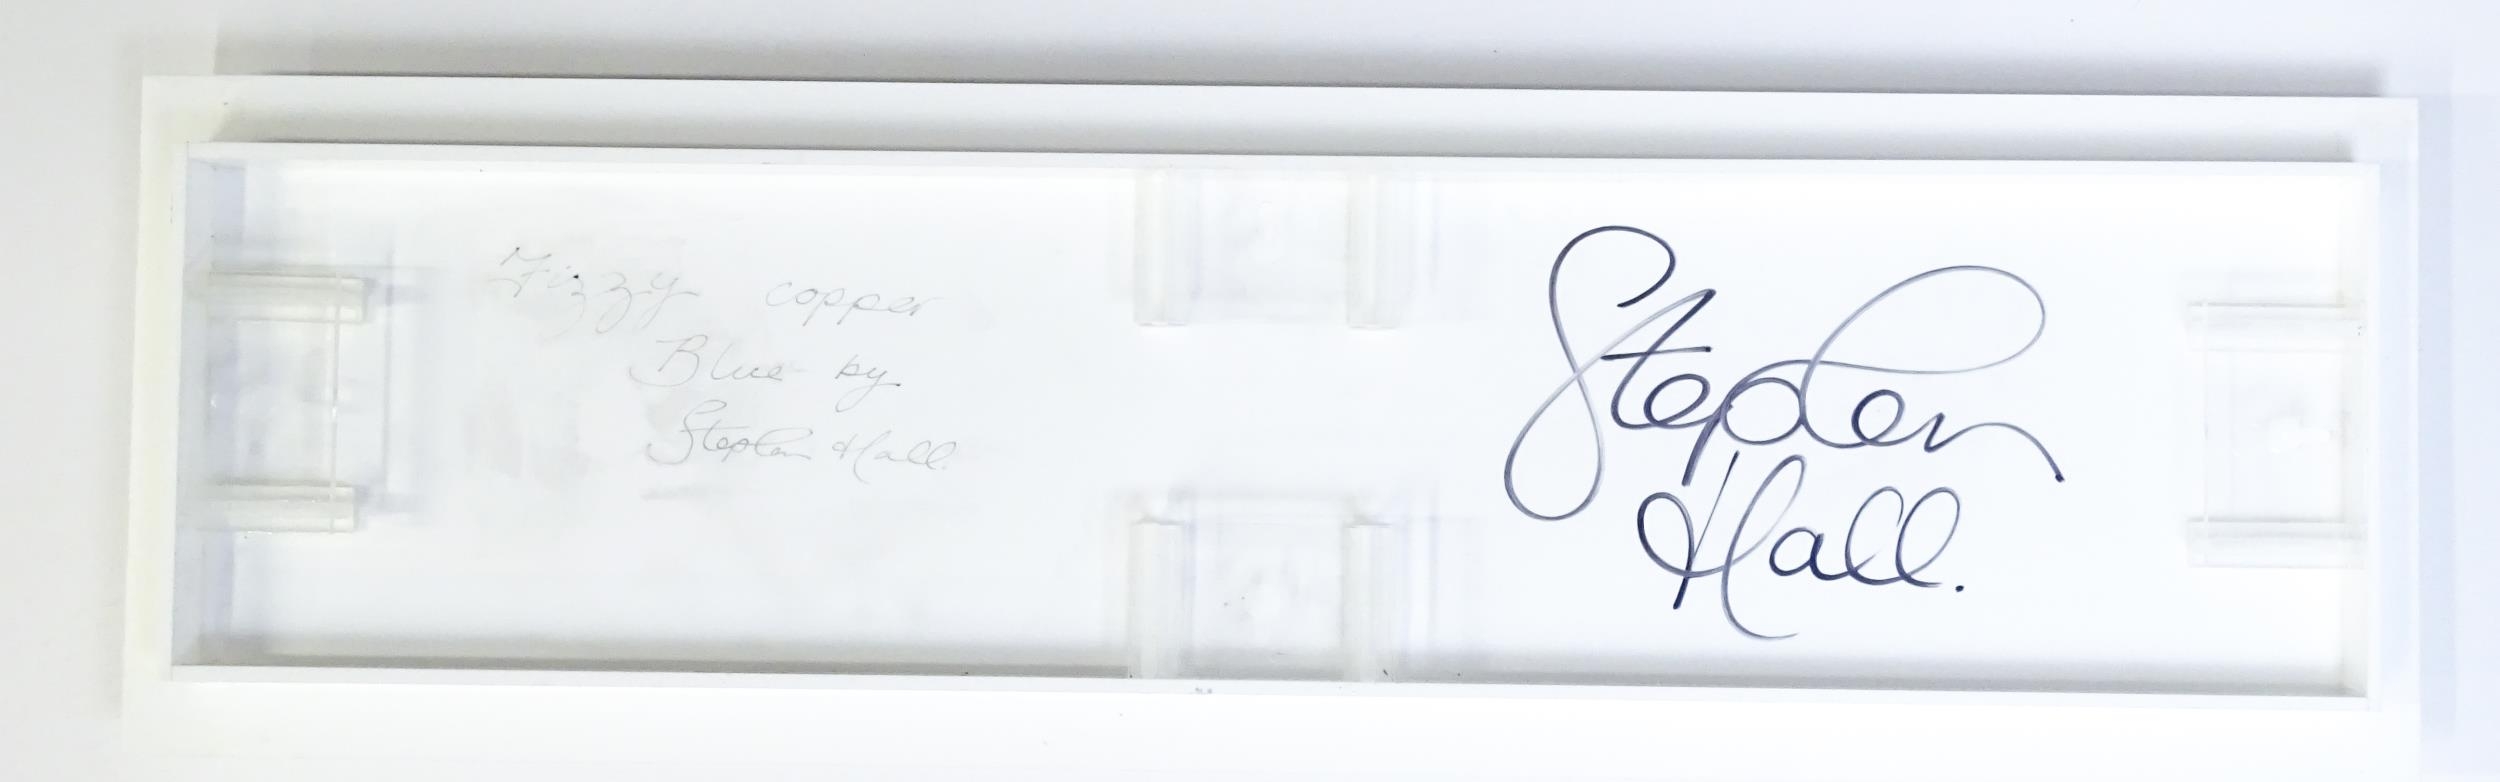 Fizzy copper
Blue by
Stephen Hall.
Stephen
Hall.